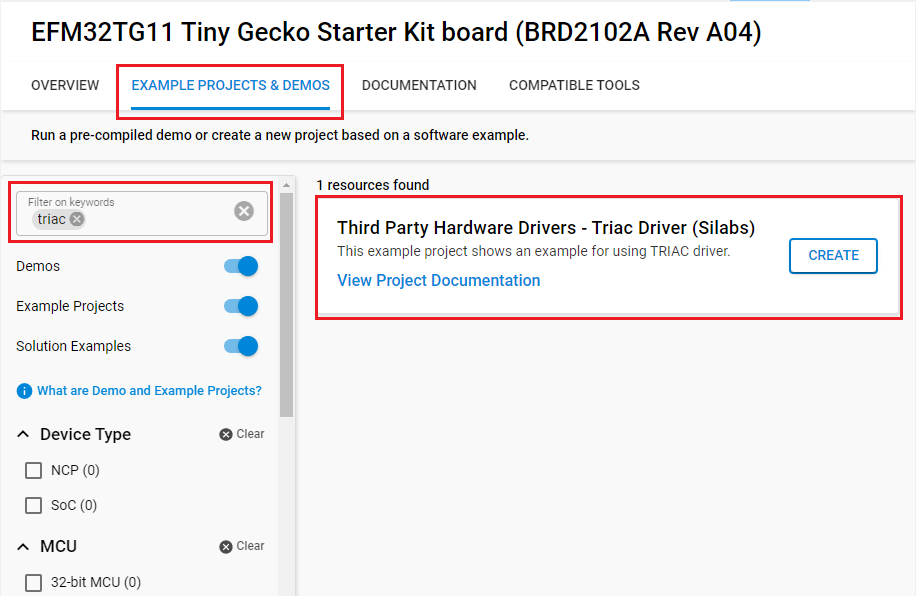 EFM32TG11 Tiny Gecko Starter Kit board (BRD2102A Rev A04)
OVERVIEW EXAMPLE PROJECTS & DEMOS DOCUMENTATION COMPATIBLE TOOLS
Run a pre-compiled demo or create a new project based on a software example.
Filter on keywords
triac
Demos
Example Projects
Solution Examples
What are Demo and Example Projects?
Device Type Clear
NCP (0)
SoC (0)
MCU Clear
32-bit MCU (0)
1 resources found
Third Party Hardware Drivers - Triac Driver (Silabs)
This example project shows an example for using TRIAC driver.
View Project Documentation
CREATE